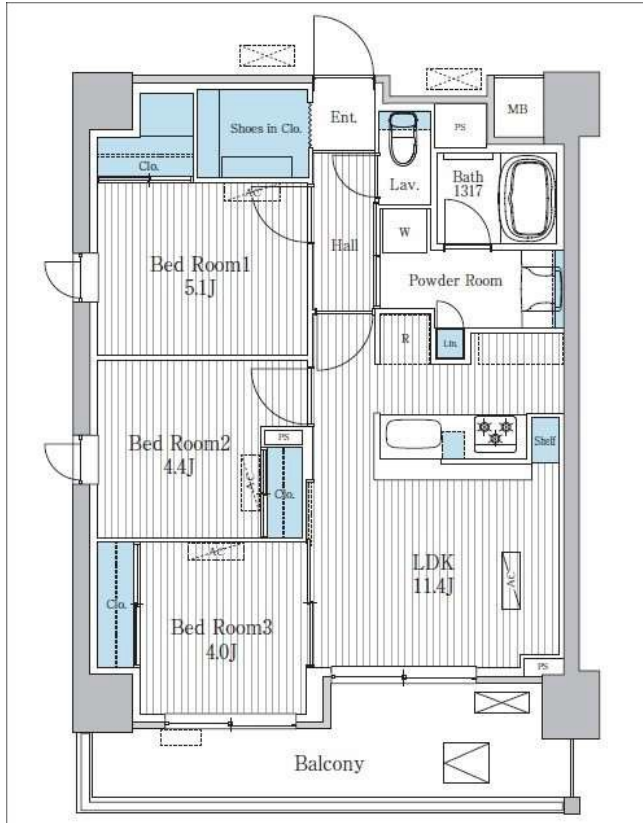 MB
PS
Ent.
Shoes in Clo.
Clo.
Lav.
Bath
1317
AC
W
Hall
Bed Room1
5.1J
Powder Room
R
Lin.
Bed Room2
4.4J
PS
AC
Clo.
Shelf
LDK
11.4J
AC
AC
Clo.
Bed Room3
4.0J
PS
Balcony